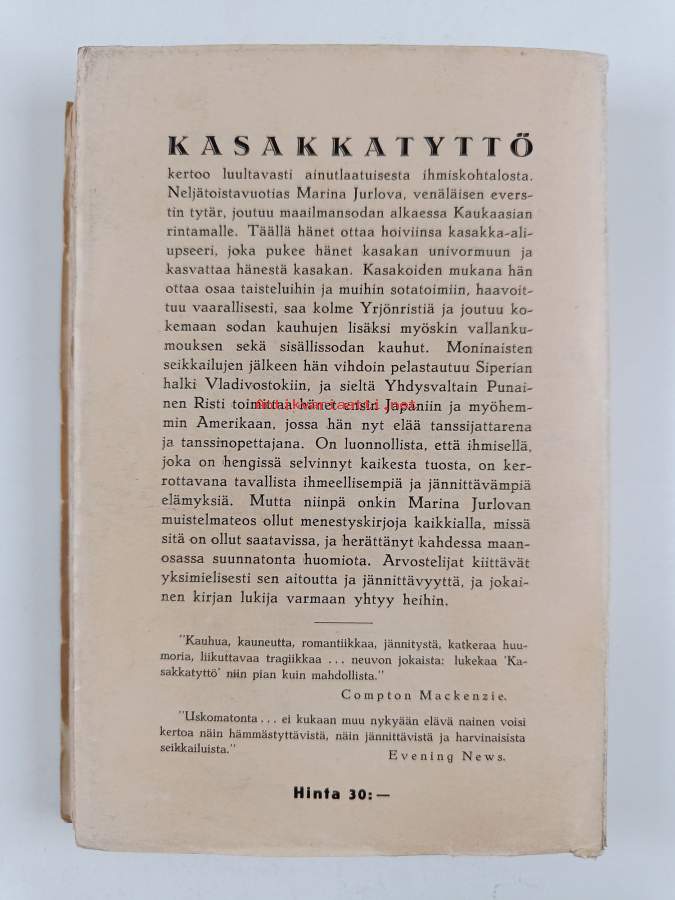 KASAKKATYTTÖ
kertoo luultavasti ainutlaatuisesta ihmiskohtalosta.
Neljätoistavuotias Marina Jurlova, venäläisen evers-
tin tytär, joutuu maailmansodan alkaessa Kaukaasian
rintamalle. Täällä hänet ottaa hoiviinsa kasakka-ali-
upseeri, joka pukee hänet kasakan univormuun ja
kasvattaa hänestä kasakan. Kasakoiden mukana hän
ottaa osaa taisteluihin ja muihin sotatoimiin, haavoit-
tuu vaarallisesti, saa kolme Yrjönristiä ja joutuu ko-
kemaan sodan kauhujen lisäksi myöskin vallanku-
mouksen sekä sisällissodan kauhut. Moninaisten
seikkailujen jälkeen hän vihdoin pelastautuu Siperian
halki Vladivostokiin, ja sieltä Yhdysvaltain Punai-
nen Risti toimittaa hänet ensin Japaniin ja myöhem-
antikvariaatti.net
min Amerikaan, jossa hän nyt elää tanssijattarena
ja tanssinopettajana. On luonnollista, että ihmisellä,
joka on hengissä selvinnyt kaikesta tuosta, on ker-
rottavana tavallista ihmeellisempiä ja jännittävämpiä
elämyksiä. Mutta niinpä onkin Marina Jurlovan
muistelmateos ollut menestyskirjoja kaikkialla, missä
sitä on ollut saatavissa, ja herättänyt kahdessa maan-
osassa suunnatonta huomiota. Arvostelijat kiittävät
yksimielisesti sen aitoutta ja jännittävyyttä, ja jokai-
nen kirjan lukija varmaan yhtyy heihin.
"Kauhua, kauneutta, romantiikkaa, jännitystä, katkeraa huu-
moria, liikuttavaa tragiikkaa ... neuvon jokaista: lukekaa 'Ka-
sakkatyttö' niin pian kuin mahdollista."
Compton Mackenzie.
"Uskomatonta ... ei kukaan muu nykyään elävä nainen voisi
kertoa näin hämmästyttävistä, näin jännittävistä ja harvinaisista
seikkailuista."
Evening News.
Hinta 30:—